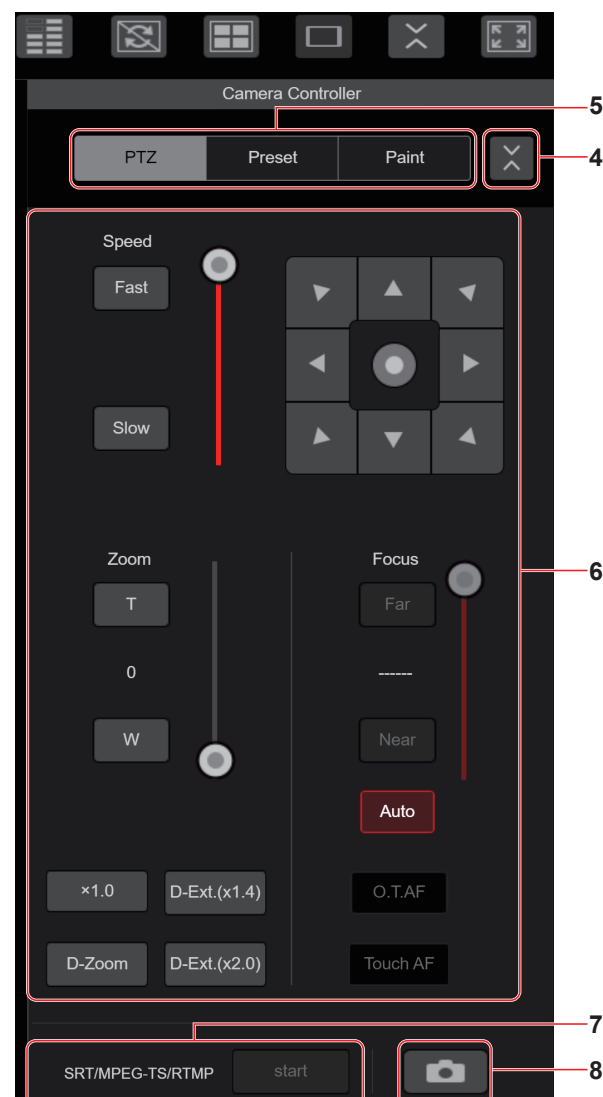 Camera Controller
5
PTZ Preset Paint
4
Speed
Fast
Slow
Zoom
T
0
W
Focus
Far
------
Near
Auto
6
×1.0 D-Ext.(x1.4)
D-Zoom D-Ext.(x2.0)
O.T.AF
Touch AF
7
SRT/MPEG-TS/RTMP start
8